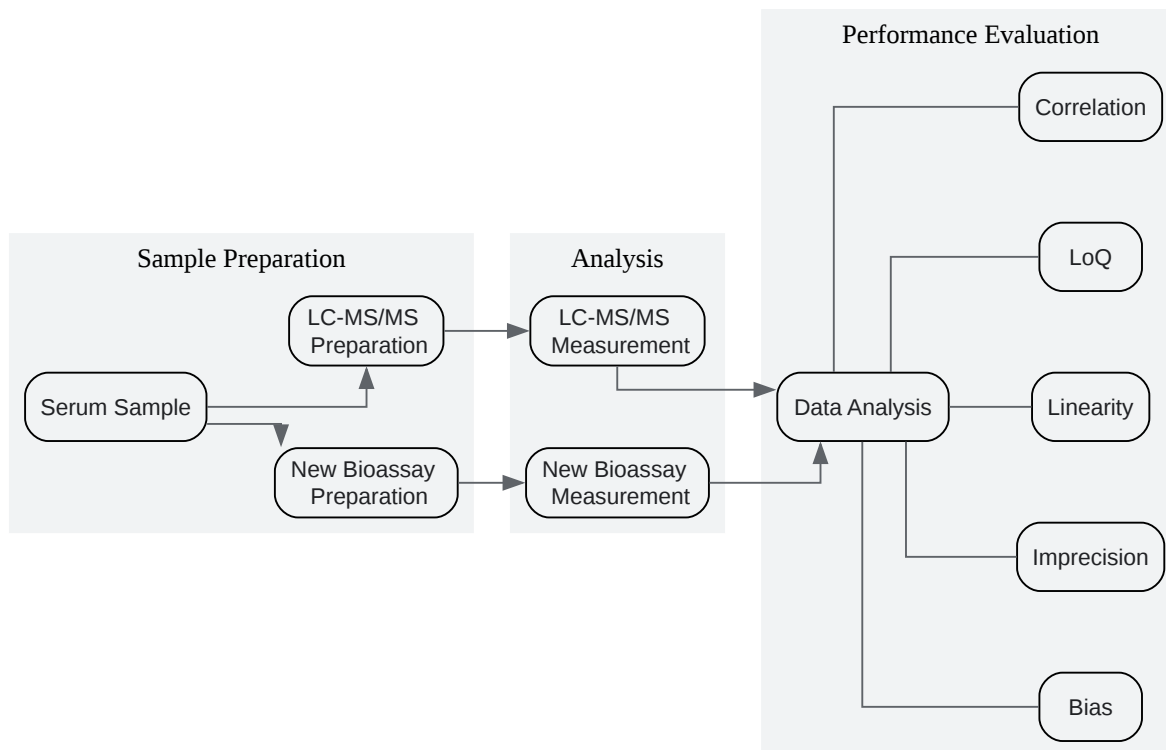 Performance Evaluation
Correlation
LoQ
Sample Preparation
Analysis
LC-MS/MS
Preparation
LC-MS/MS
Measurement
Serum Sample
Data Analysis
Linearity
New Bioassay
Preparation
New Bioassay
Measurement
Imprecision
Bias